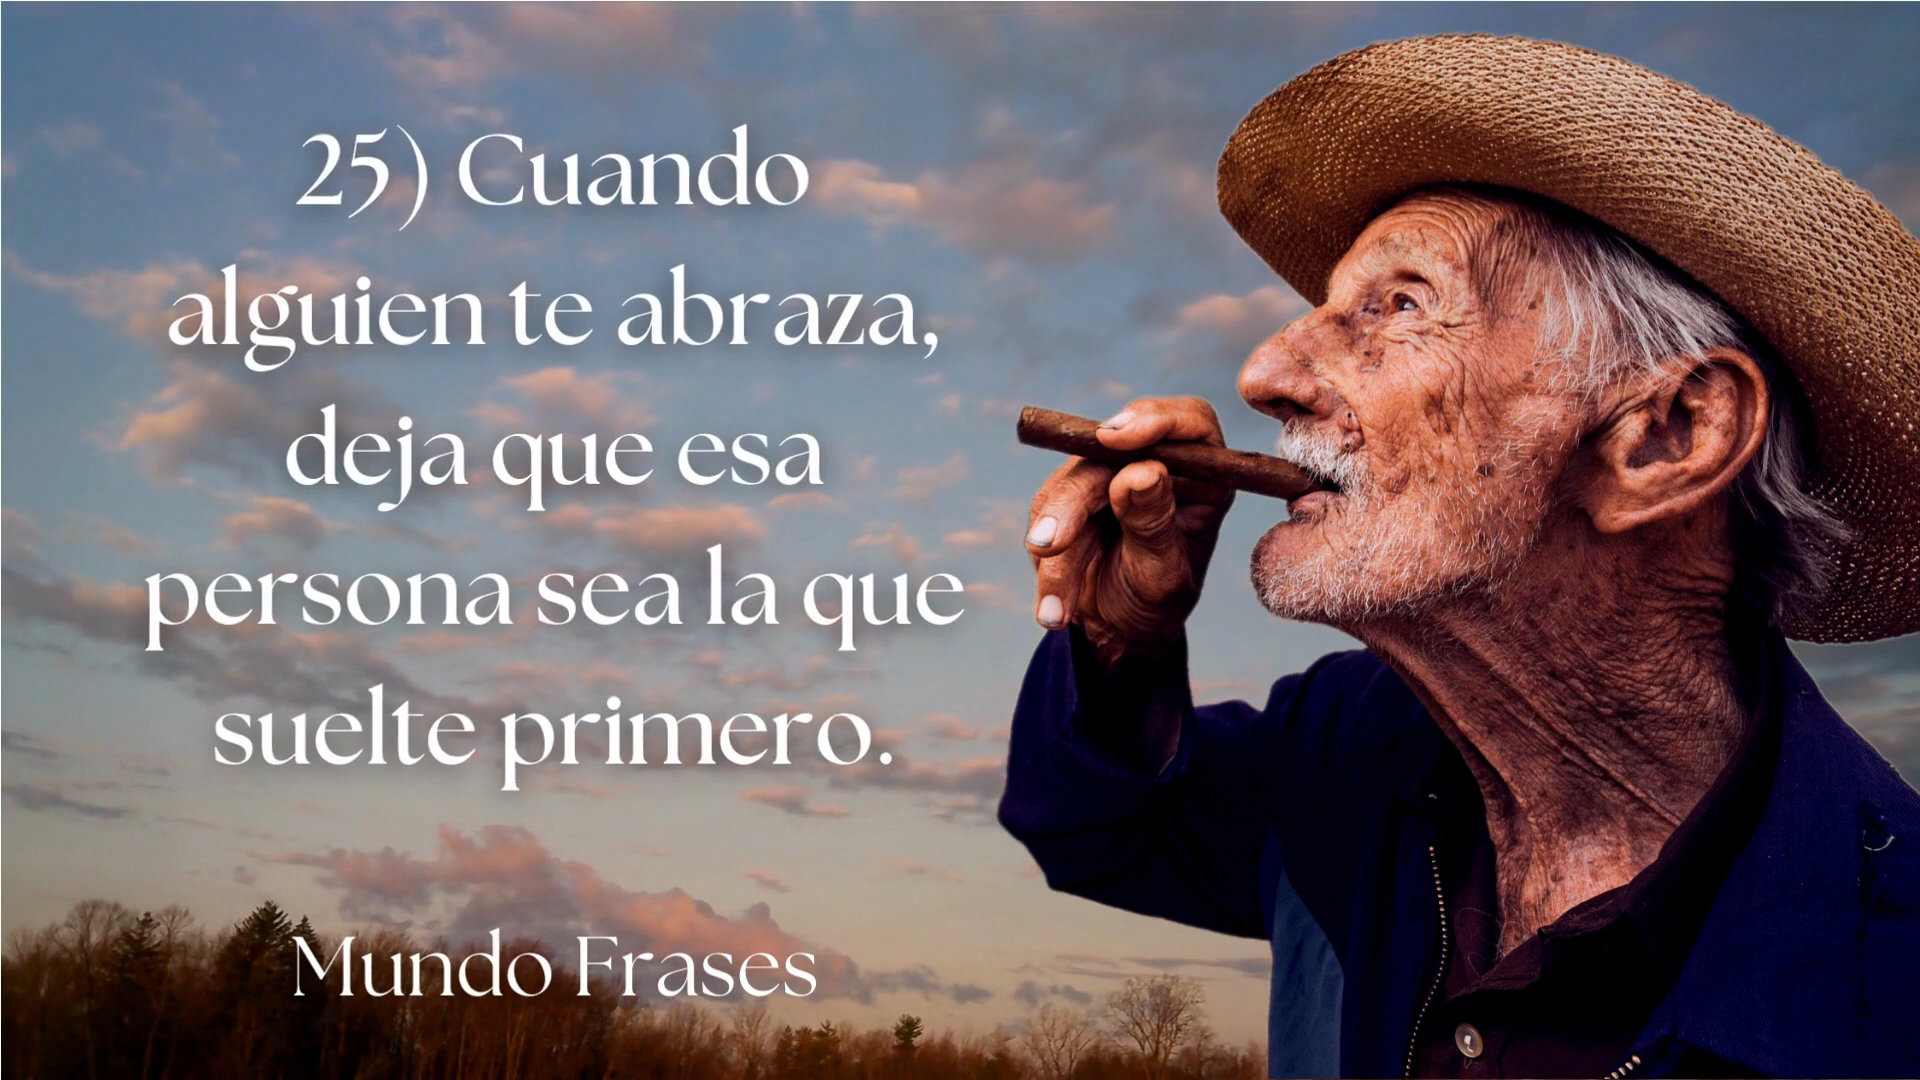 25) Cuando
alguien te abraza,
deja que esa
persona sea la que
suelte primero.
Mundo Frases